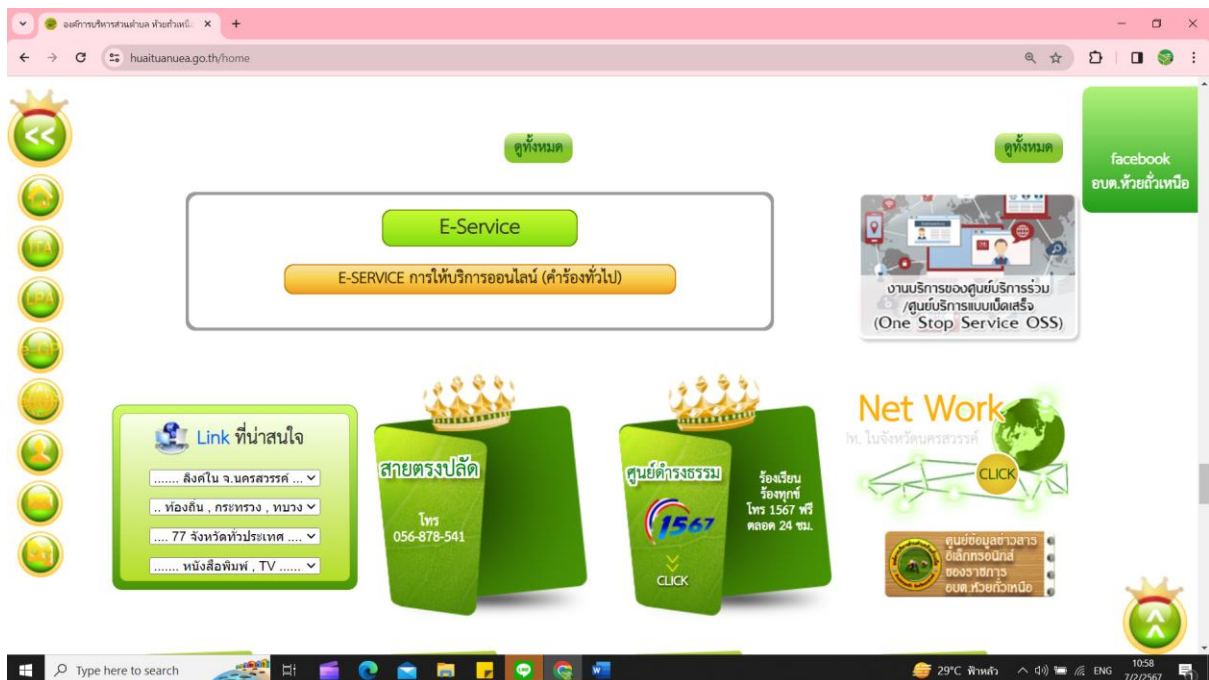 องค์การบริหารส่วนตำบล ห้วยถั่วเหนือ
huaituanuea.go.th/home
<<
ITA
LPA
e-GP
ดูทั้งหมด
ดูทั้งหมด
facebook
อบต.ห้วยถั่วเหนือ
E-Service
E-SERVICE การให้บริการออนไลน์ (คำร้องทั่วไป)
งานบริการของศูนย์บริการร่วม
/ศูนย์บริการแบบเบ็ดเสร็จ
(One Stop Service OSS)
Link ที่น่าสนใจ
....... ลิงค์ใน จ.นครสวรรค์ ...
.. ท้องถิ่น , กระทรวง , ทบวง
.... 77 จังหวัดทั่วประเทศ ....
....... หนังสือพิมพ์ , TV ......
สายตรงปลัด
โทร
056-878-541
ศูนย์ดำรงธรรม
1567
CLICK
ร้องเรียน
ร้องทุกข์
โทร 1567 ฟรี
ตลอด 24 ชม.
Net Work
ในจังหวัดนครสวรรค์
CLICK
ศูนย์ข้อมูลข่าวสาร
อิเล็กทรอนิกส์
ของราชการ
อบต.ห้วยถั่วเหนือ
Type here to search
29°C ฟ้าหลัว
ENG
10:58
7/2/2567